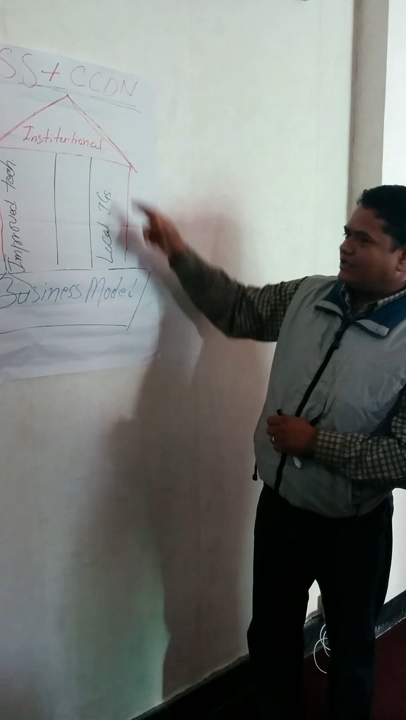 SS + CCDN
Institutional
Improved tech
Local
Business Model